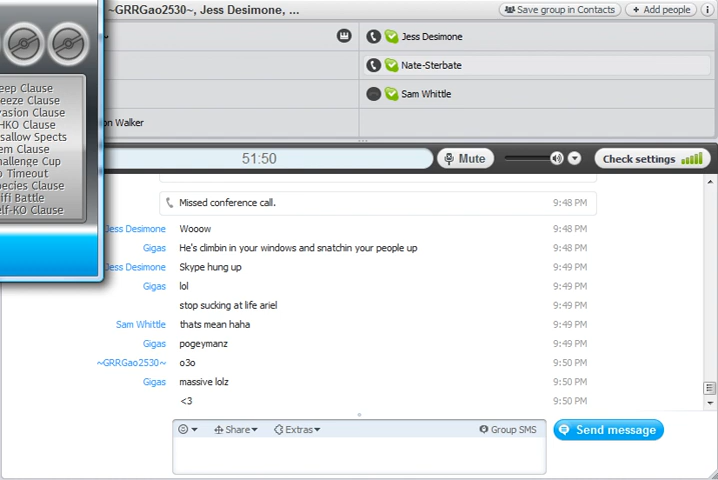 ~GRRGao2530~, Jess Desimone, ...
Save group in Contacts
+ Add people
Jess Desimone
Nate-Sterbate
Sam Whittle
on Walker
eep Clause
eeze Clause
vasion Clause
HKO Clause
sallow Spects
em Clause
hallenge Cup
o Timeout
pecies Clause
ifi Battle
elf-KO Clause
51:50
Mute
Check settings
Missed conference call. 9:48 PM
Jess Desimone Wooow 9:48 PM
Gigas He's climbin in your windows and snatchin your people up 9:48 PM
Jess Desimone Skype hung up 9:49 PM
Gigas lol 9:49 PM
stop sucking at life ariel 9:49 PM
Sam Whittle thats mean haha 9:49 PM
Gigas pogeymanz 9:49 PM
~GRRGao2530~ o3o 9:50 PM
Gigas massive lolz 9:50 PM
<3 9:50 PM
Share
Extras
Group SMS
Send message